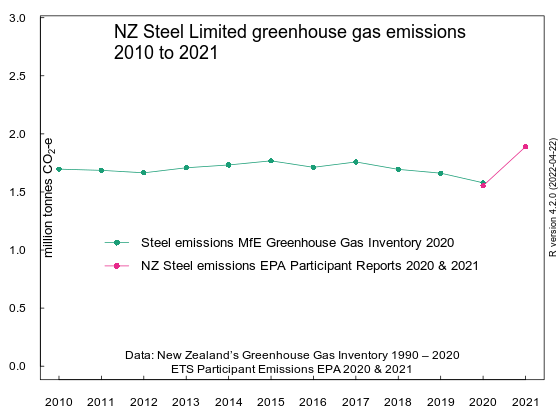 NZ Steel Limited greenhouse gas emissions
2010 to 2021
3.0
2.5
2.0
1.5
1.0
0.5
0.0
million tonnes CO₂-e
Steel emissions MfE Greenhouse Gas Inventory 2020
NZ Steel emissions EPA Participant Reports 2020 & 2021
Data: New Zealand’s Greenhouse Gas Inventory 1990 – 2020
ETS Participant Emissions EPA 2020 & 2021
2010 2011 2012 2013 2014 2015 2016 2017 2018 2019 2020 2021
R version 4.2.0 (2022-04-22)